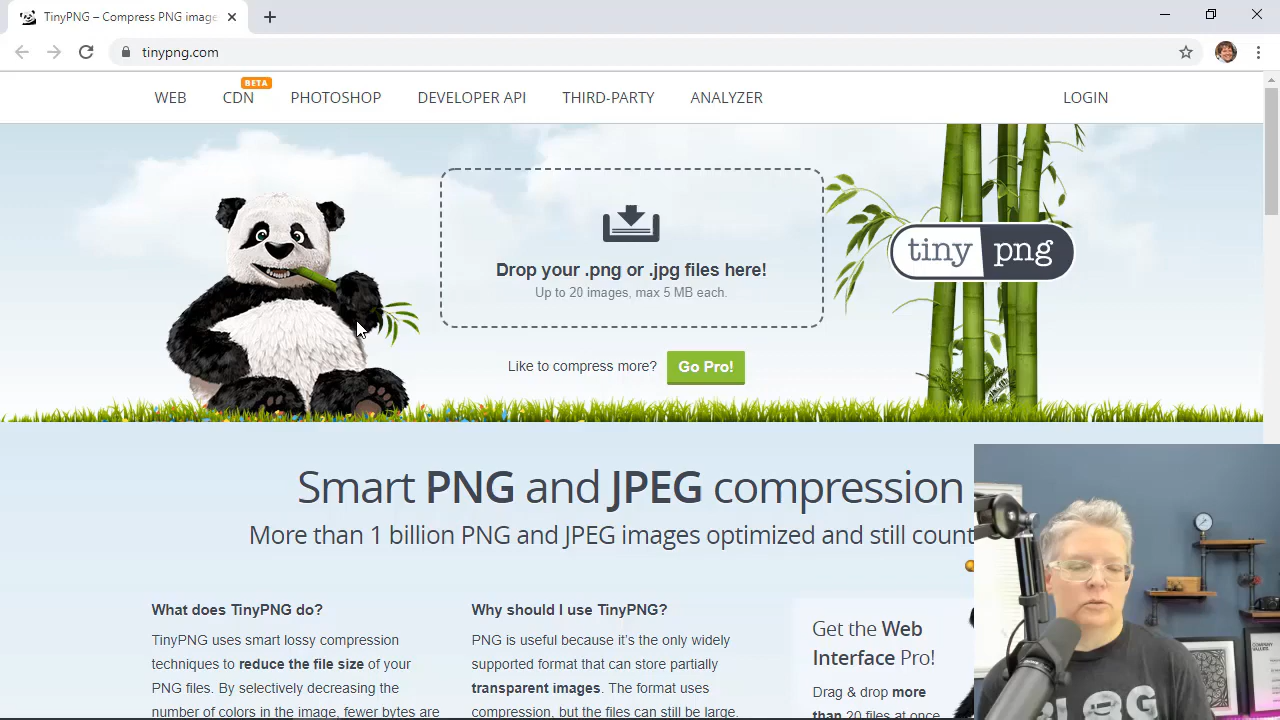 TinyPNG – Compress PNG image
tinypng.com
BETA
WEB CDN PHOTOSHOP DEVELOPER API THIRD-PARTY ANALYZER LOGIN
Drop your .png or .jpg files here!
Up to 20 images, max 5 MB each.
tiny png
Like to compress more? Go Pro!
Smart PNG and JPEG compression
More than 1 billion PNG and JPEG images optimized and still count
What does TinyPNG do?
TinyPNG uses smart lossy compression
techniques to reduce the file size of your
PNG files. By selectively decreasing the
number of colors in the image, fewer bytes are
Why should I use TinyPNG?
PNG is useful because it's the only widely
supported format that can store partially
transparent images. The format uses
compression, but the files can still be large.
Get the Web
Interface Pro!
Drag & drop more
than 20 files at once
COMPANY
VALUES